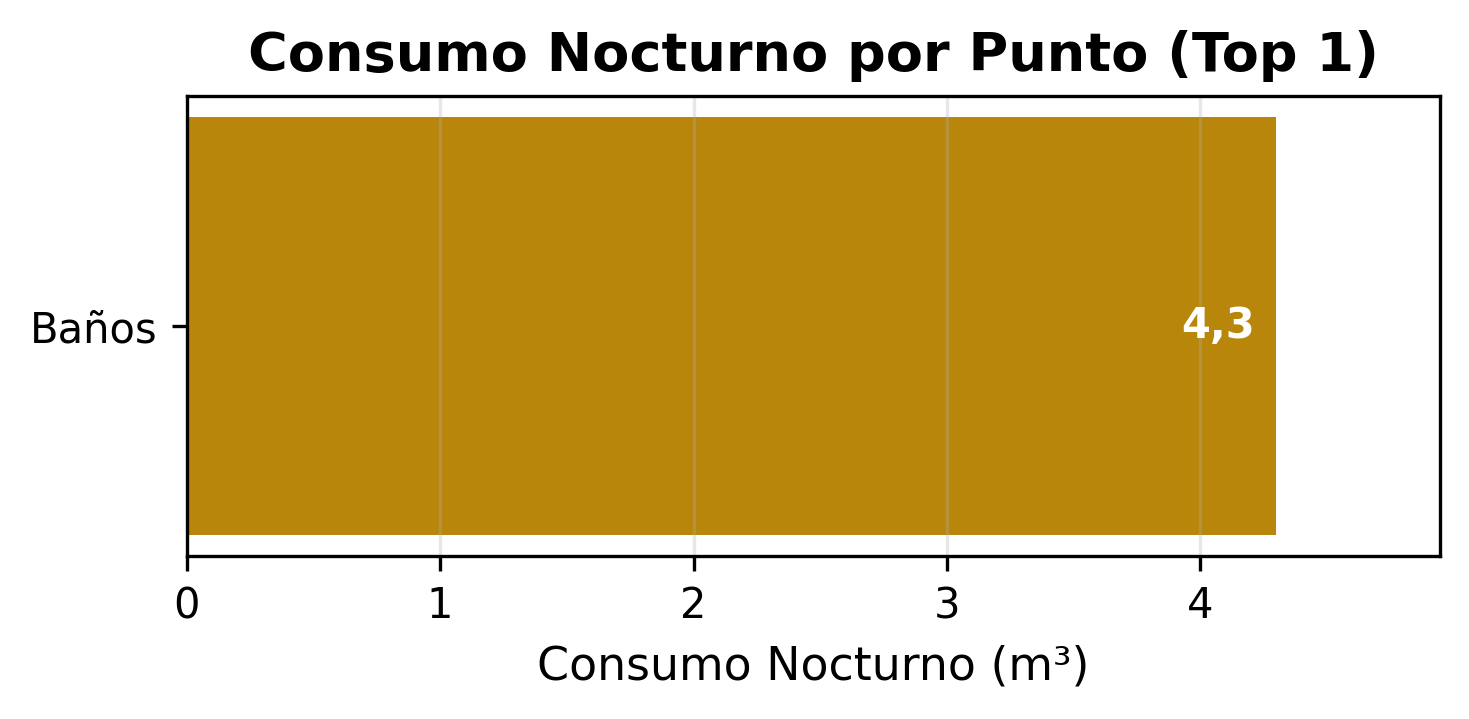 Consumo Nocturno por Punto (Top 1)
Baños
4,3
0 1 2 3 4
Consumo Nocturno (m³)